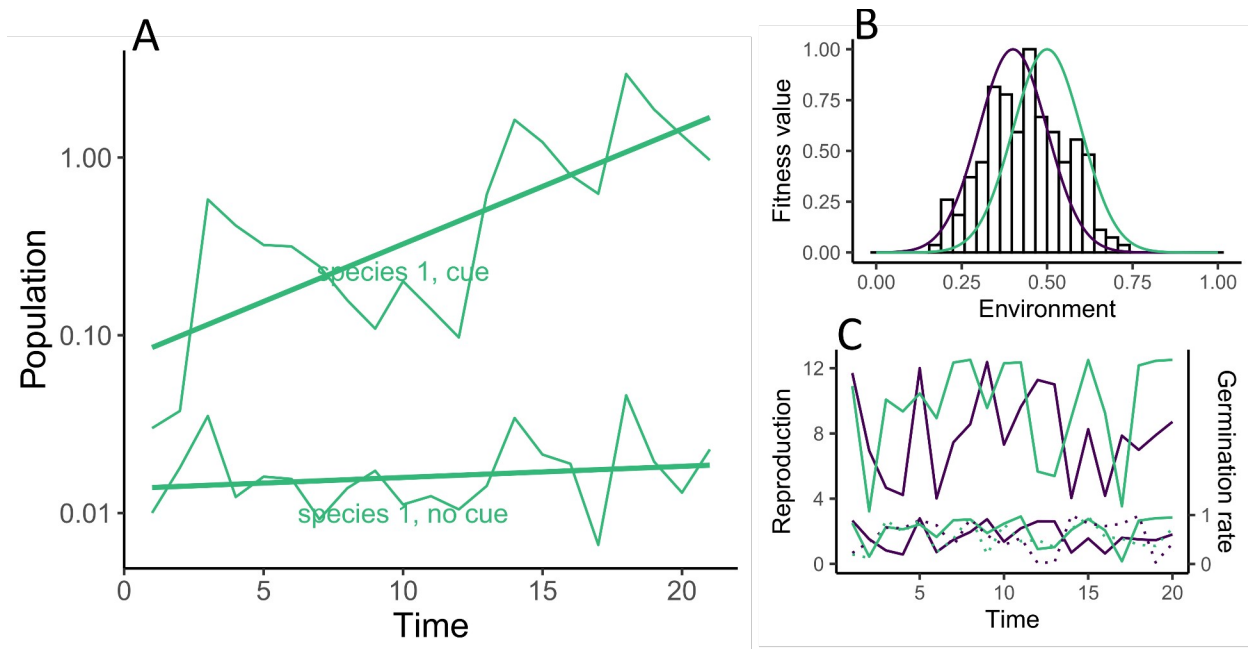 A
Population
1.00
0.10
0.01
species 1, cue
species 1, no cue
0
5
10
15
20
Time
B
Fitness value
1.00
0.75
0.50
0.25
0.00
0.00
0.25
0.50
0.75
1.00
Environment
C
Reproduction
12
8
4
0
1
0
Germination rate
5
10
15
20
Time